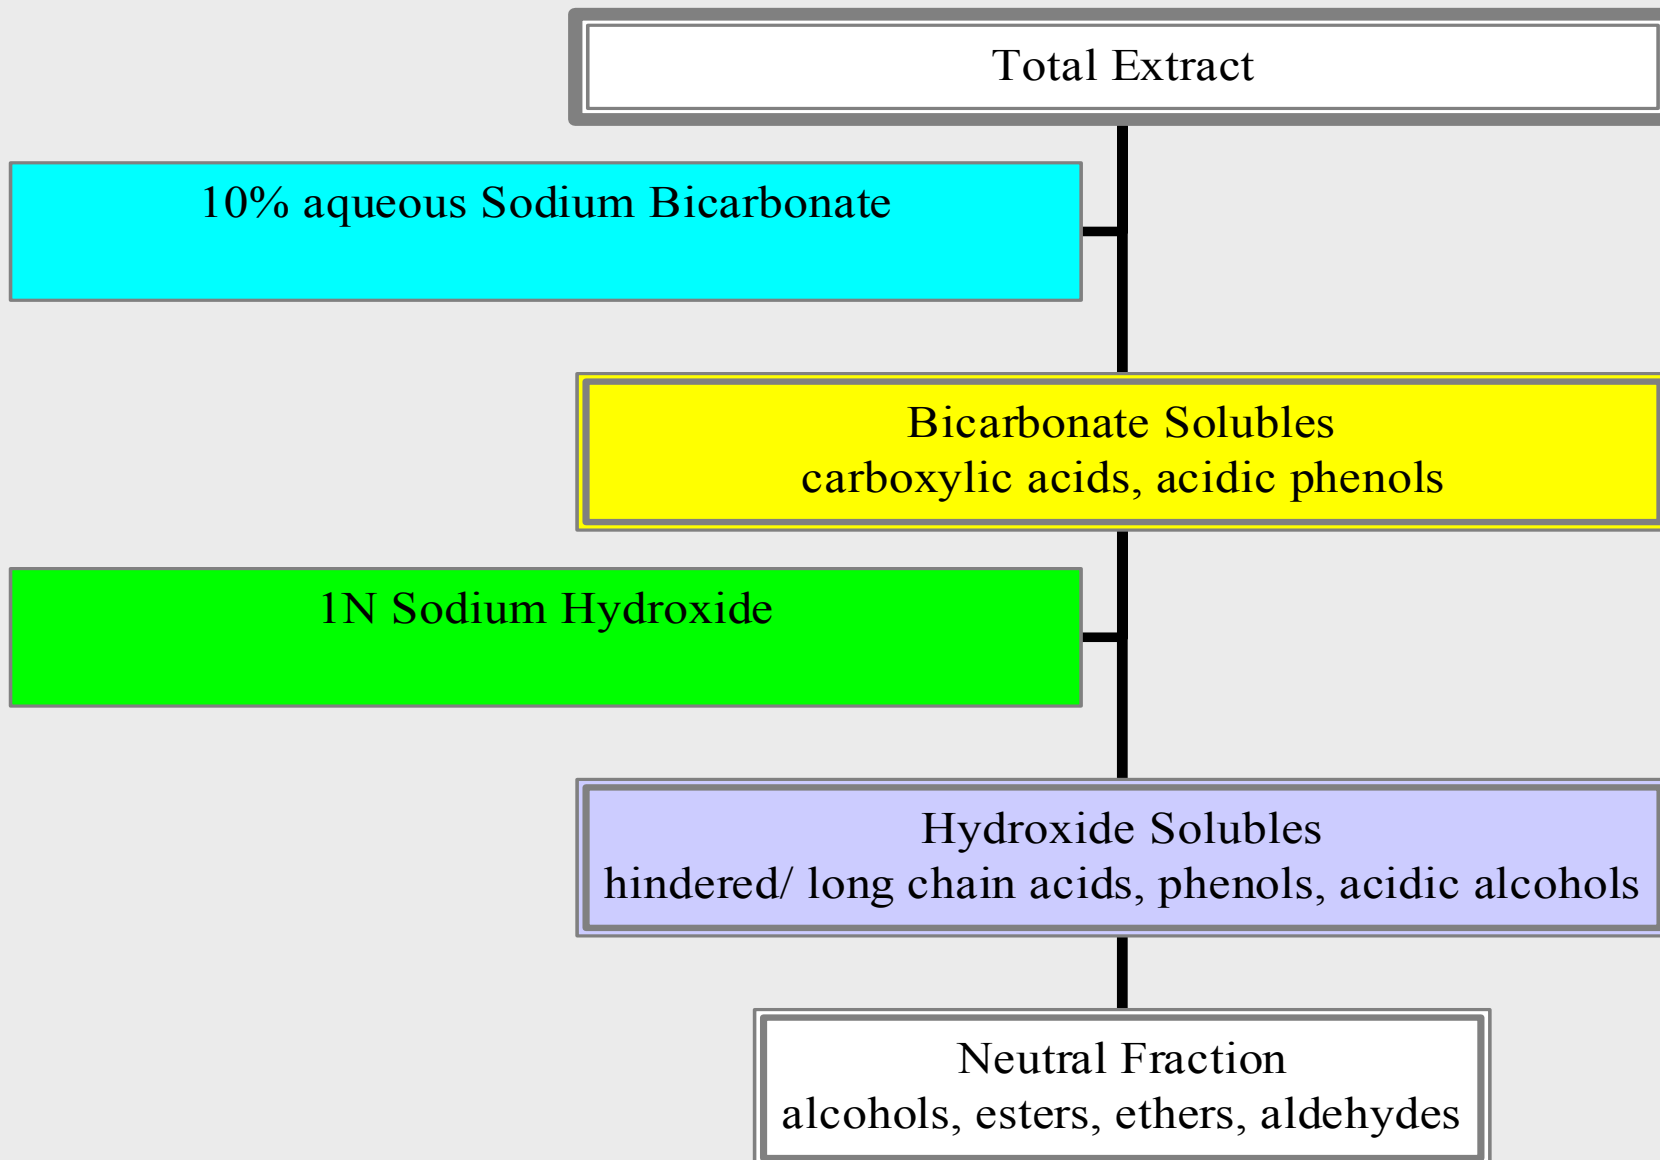 Total Extract
10% aqueous Sodium Bicarbonate
Bicarbonate Solubles
carboxylic acids, acidic phenols
1N Sodium Hydroxide
Hydroxide Solubles
hindered/ long chain acids, phenols, acidic alcohols
Neutral Fraction
alcohols, esters, ethers, aldehydes